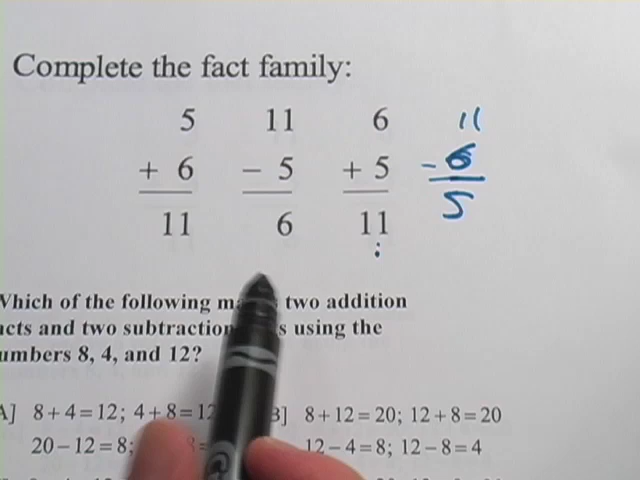 Complete the fact family:
5 11 6 11
+ 6 − 5 + 5 − 6
11 6 11 5
Which of the following two addition
acts and two subtraction using the
umbers 8, 4, and 12?
A] 8 + 4 = 12; 4 + 8 = 12 B] 8 + 12 = 20; 12 + 8 = 20
20 − 12 = 8; 12 − 4 = 8; 12 − 8 = 4